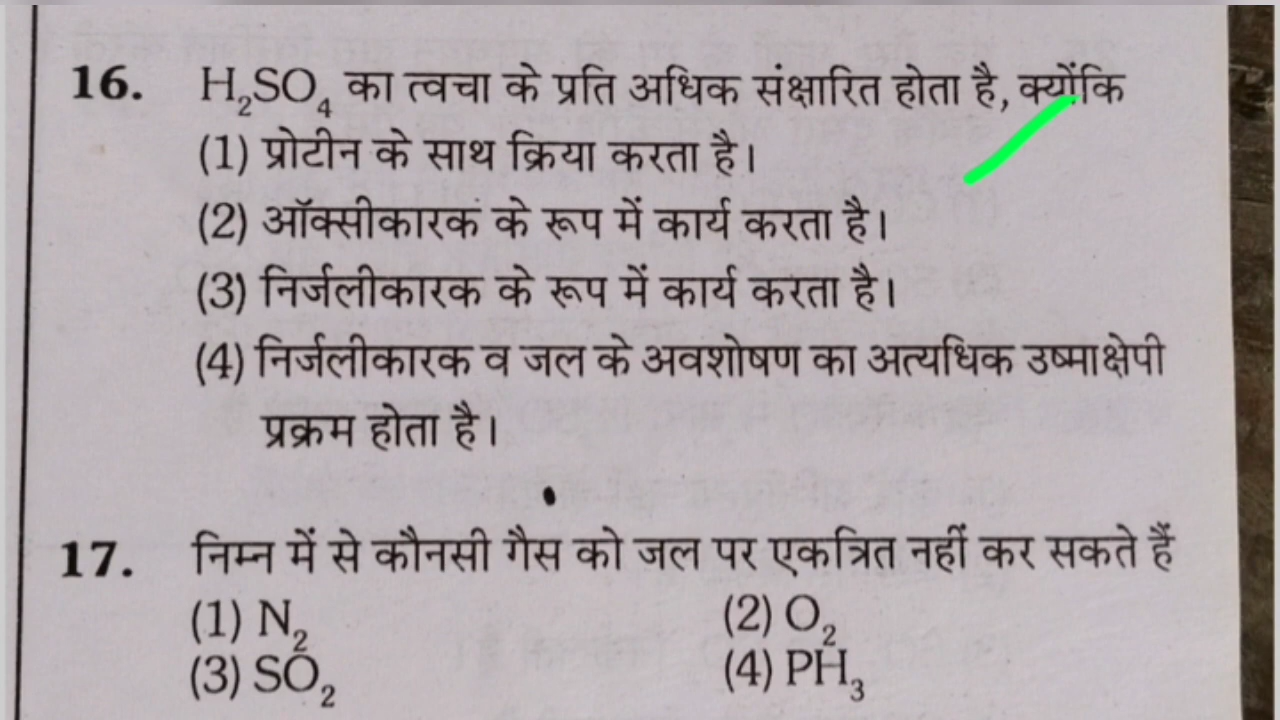 16. H₂SO₄ का त्वचा के प्रति अधिक संक्षारित होता है, क्योंकि
(1) प्रोटीन के साथ क्रिया करता है।
(2) ऑक्सीकारक के रूप में कार्य करता है।
(3) निर्जलीकारक के रूप में कार्य करता है।
(4) निर्जलीकारक व जल के अवशोषण का अत्यधिक उष्माक्षेपी
प्रक्रम होता है।
17. निम्न में से कौनसी गैस को जल पर एकत्रित नहीं कर सकते हैं
(1) N₂ (2) O₂
(3) SO₂ (4) PH₃